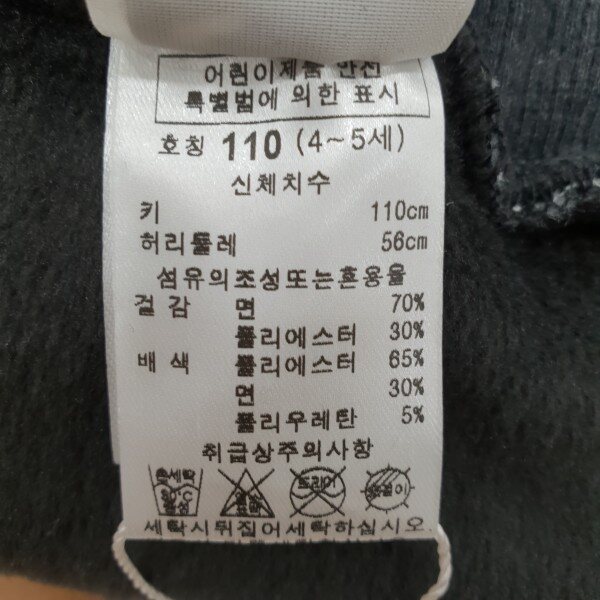 어린이제품 안전
특별법에 의한 표시
호칭 110 (4~5세)
신체치수
키 110cm
허리둘레 56cm
섬유의조성또는혼용율
겉감 면 70%
폴리에스터 30%
배색 폴리에스터 65%
면 30%
폴리우레탄 5%
취급상주의사항
드라이
세탁시뒤집어세탁하십시오.